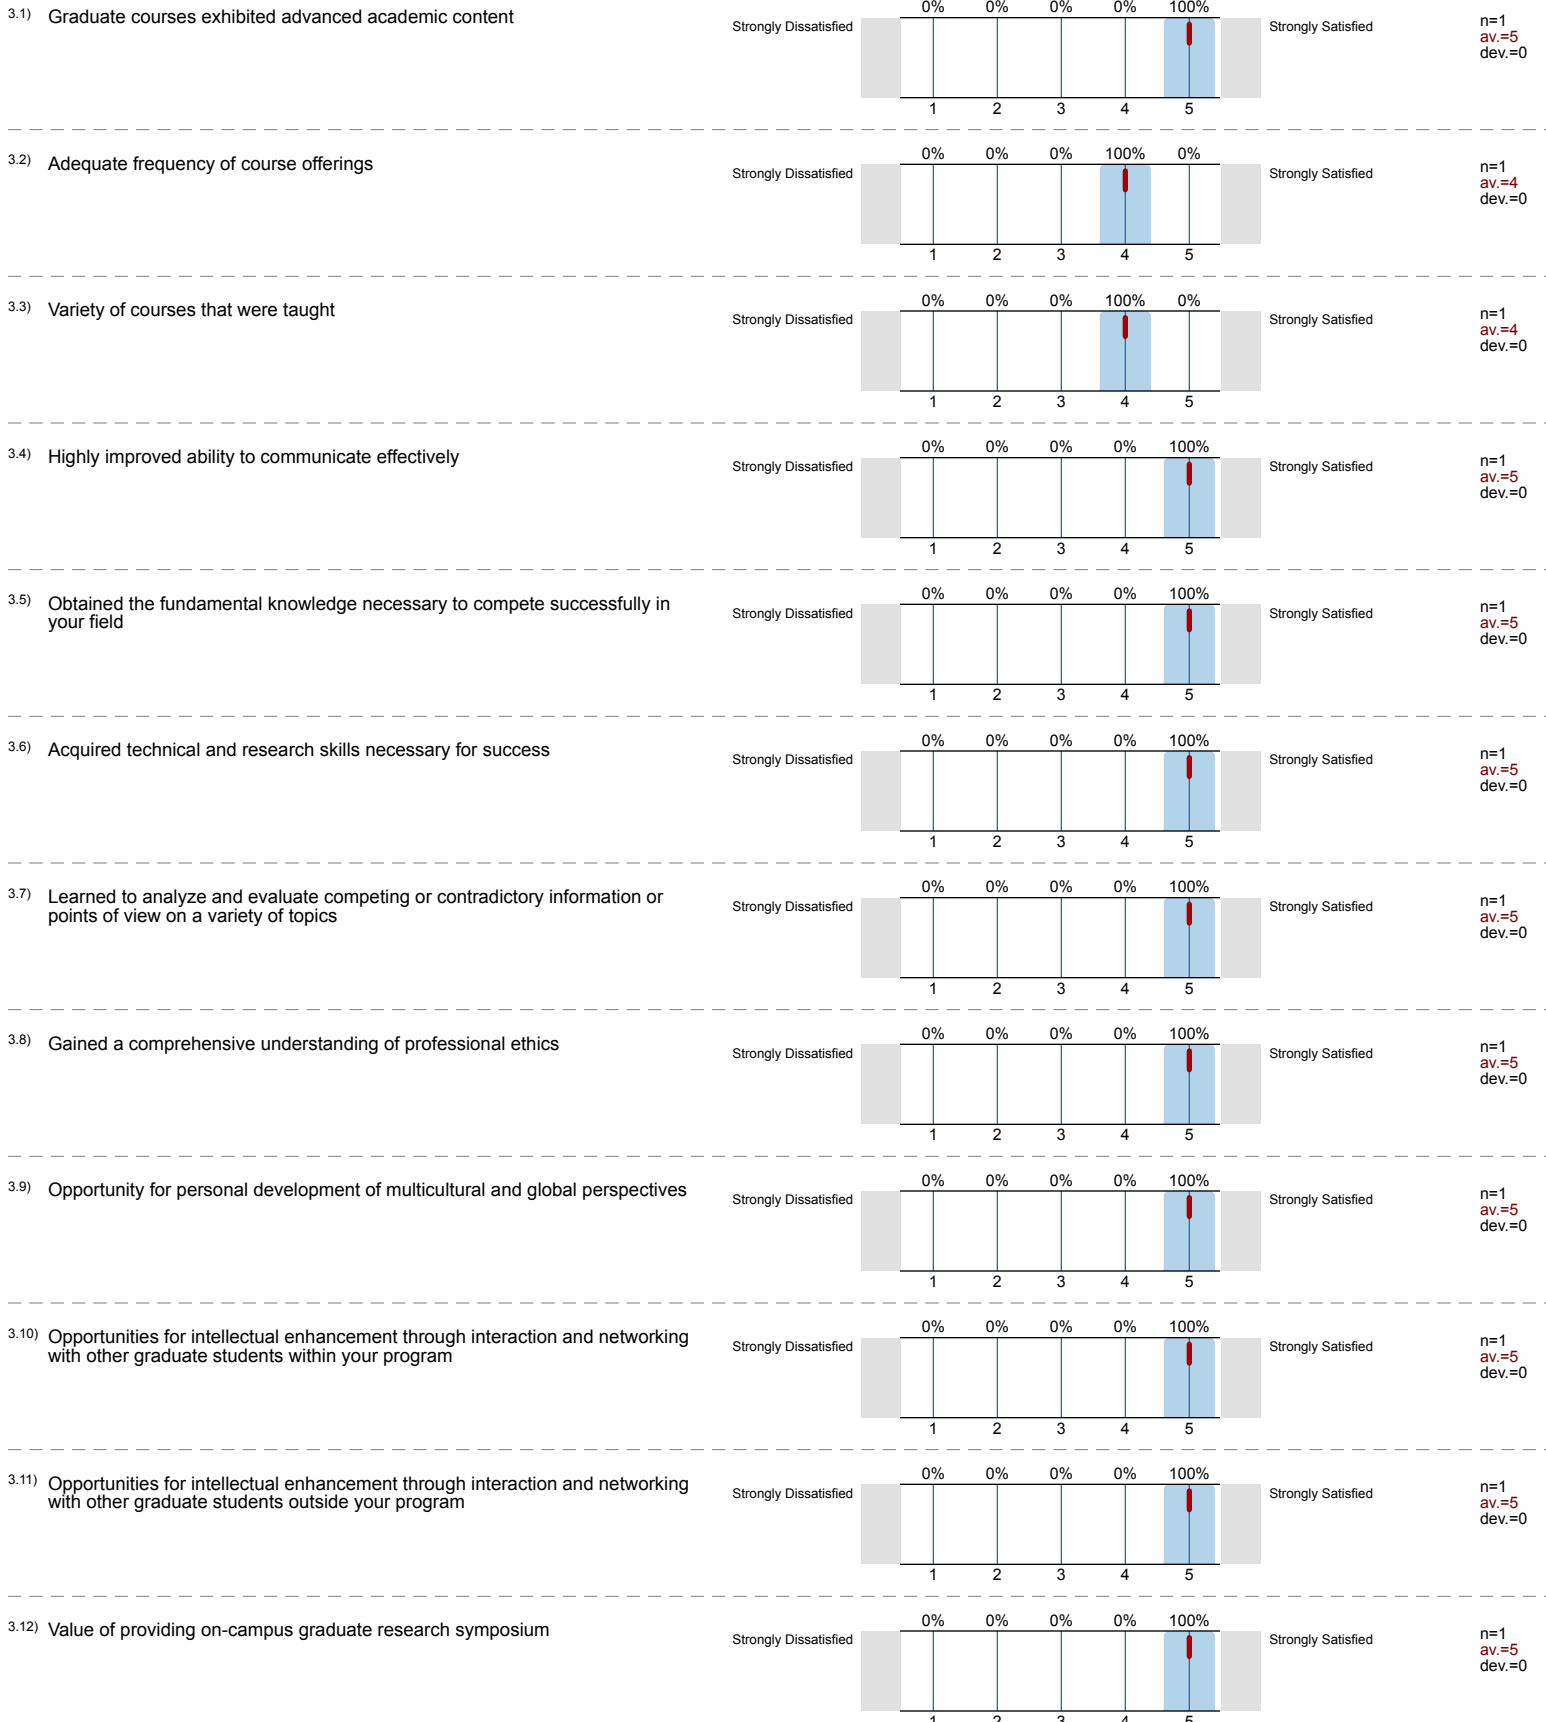 3.1) Graduate courses exhibited advanced academic content
0% 0% 0% 0% 100%
Strongly Dissatisfied Strongly Satisfied
n=1
av.=5
dev.=0
1 2 3 4 5
3.2) Adequate frequency of course offerings
0% 0% 0% 100% 0%
Strongly Dissatisfied Strongly Satisfied
n=1
av.=4
dev.=0
1 2 3 4 5
3.3) Variety of courses that were taught
0% 0% 0% 100% 0%
Strongly Dissatisfied Strongly Satisfied
n=1
av.=4
dev.=0
1 2 3 4 5
3.4) Highly improved ability to communicate effectively
0% 0% 0% 0% 100%
Strongly Dissatisfied Strongly Satisfied
n=1
av.=5
dev.=0
1 2 3 4 5
3.5) Obtained the fundamental knowledge necessary to compete successfully in
your field
0% 0% 0% 0% 100%
Strongly Dissatisfied Strongly Satisfied
n=1
av.=5
dev.=0
1 2 3 4 5
3.6) Acquired technical and research skills necessary for success
0% 0% 0% 0% 100%
Strongly Dissatisfied Strongly Satisfied
n=1
av.=5
dev.=0
1 2 3 4 5
3.7) Learned to analyze and evaluate competing or contradictory information or
points of view on a variety of topics
0% 0% 0% 0% 100%
Strongly Dissatisfied Strongly Satisfied
n=1
av.=5
dev.=0
1 2 3 4 5
3.8) Gained a comprehensive understanding of professional ethics
0% 0% 0% 0% 100%
Strongly Dissatisfied Strongly Satisfied
n=1
av.=5
dev.=0
1 2 3 4 5
3.9) Opportunity for personal development of multicultural and global perspectives
0% 0% 0% 0% 100%
Strongly Dissatisfied Strongly Satisfied
n=1
av.=5
dev.=0
1 2 3 4 5
3.10) Opportunities for intellectual enhancement through interaction and networking
with other graduate students within your program
0% 0% 0% 0% 100%
Strongly Dissatisfied Strongly Satisfied
n=1
av.=5
dev.=0
1 2 3 4 5
3.11) Opportunities for intellectual enhancement through interaction and networking
with other graduate students outside your program
0% 0% 0% 0% 100%
Strongly Dissatisfied Strongly Satisfied
n=1
av.=5
dev.=0
1 2 3 4 5
3.12) Value of providing on-campus graduate research symposium
0% 0% 0% 0% 100%
Strongly Dissatisfied Strongly Satisfied
n=1
av.=5
dev.=0
1 2 3 4 5